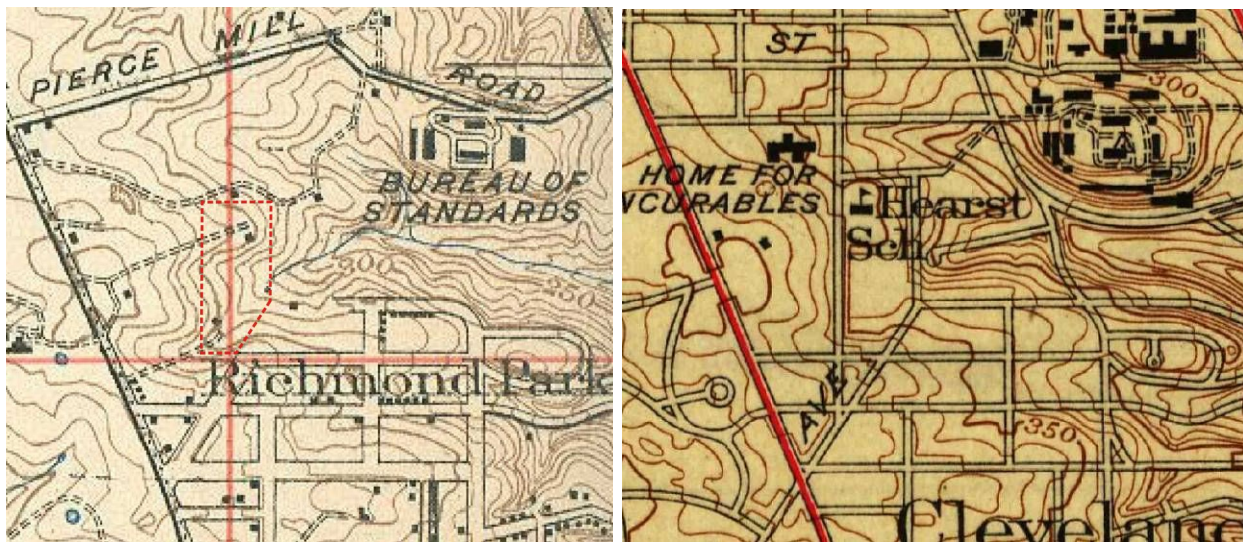 PIERCE MILL ROAD
BUREAU OF
STANDARDS
300
250
Richmond Park
ST
300
HOME FOR
NCURABLES
Hearst
Sch.
AVE
350
Clevelan